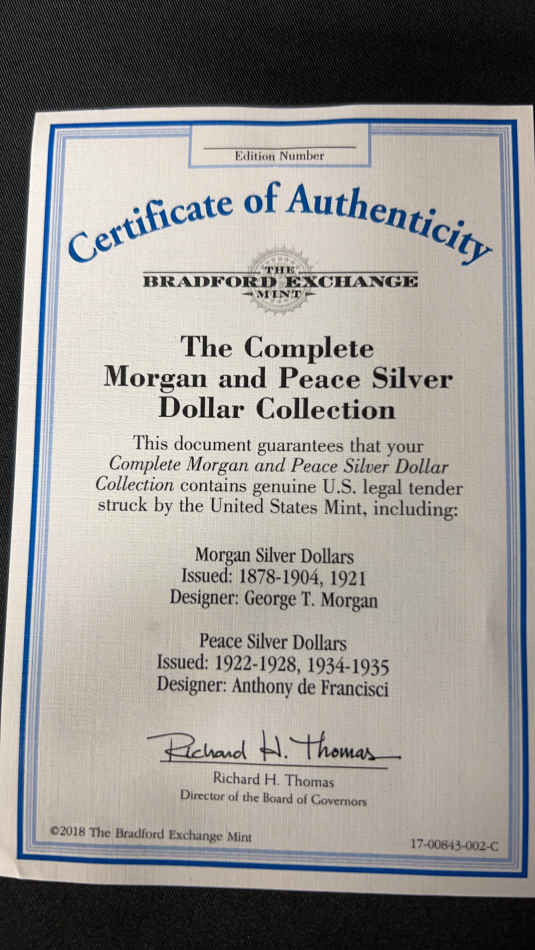 Edition Number
Certificate of Authenticity
THE
BRADFORD EXCHANGE
MINT
The Complete
Morgan and Peace Silver
Dollar Collection
This document guarantees that your
Complete Morgan and Peace Silver Dollar
Collection contains genuine U.S. legal tender
struck by the United States Mint, including:
Morgan Silver Dollars
Issued: 1878-1904, 1921
Designer: George T. Morgan
Peace Silver Dollars
Issued: 1922-1928, 1934-1935
Designer: Anthony de Francisci
Richard H. Thomas
Richard H. Thomas
Director of the Board of Governors
©2018 The Bradford Exchange Mint
17-00843-002-C